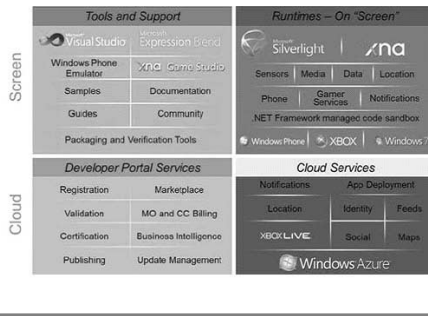 Screen
Tools and Support
Microsoft
Visual Studio
Microsoft
Expression Blend
Windows Phone
Emulator
XNA Game Studio
Samples
Documentation
Guides
Community
Packaging and Verification Tools
Runtimes – On "Screen"
Microsoft
Silverlight
xna
Sensors
Media
Data
Location
Phone
Gamer
Services
Notifications
.NET Framework managed code sandbox
Windows Phone
XBOX
Windows 7
Cloud
Developer Portal Services
Registration
Marketplace
Validation
MO and CC Billing
Certification
Business Intelligence
Publishing
Update Management
Cloud Services
Notifications
App Deployment
Location
Identity
Feeds
XBOX LIVE
Social
Maps
Windows Azure